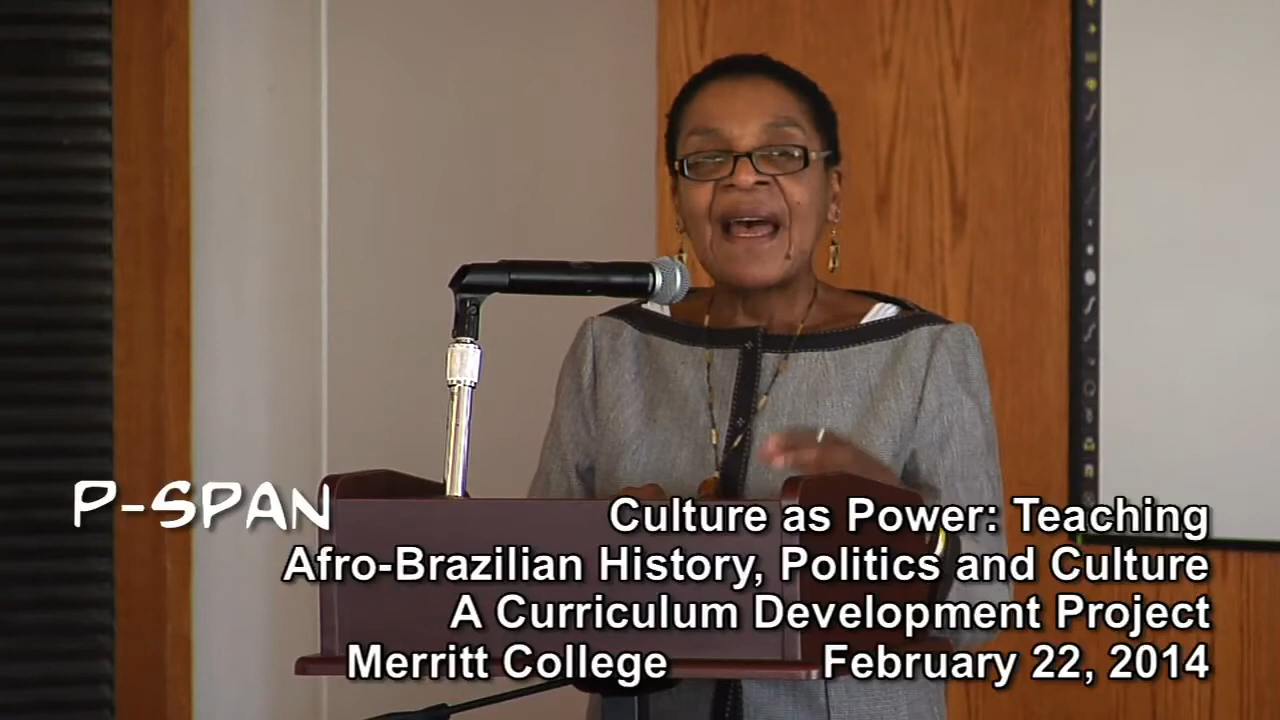 P-SPAN
Culture as Power: Teaching
Afro-Brazilian History, Politics and Culture
A Curriculum Development Project
Merritt College February 22, 2014